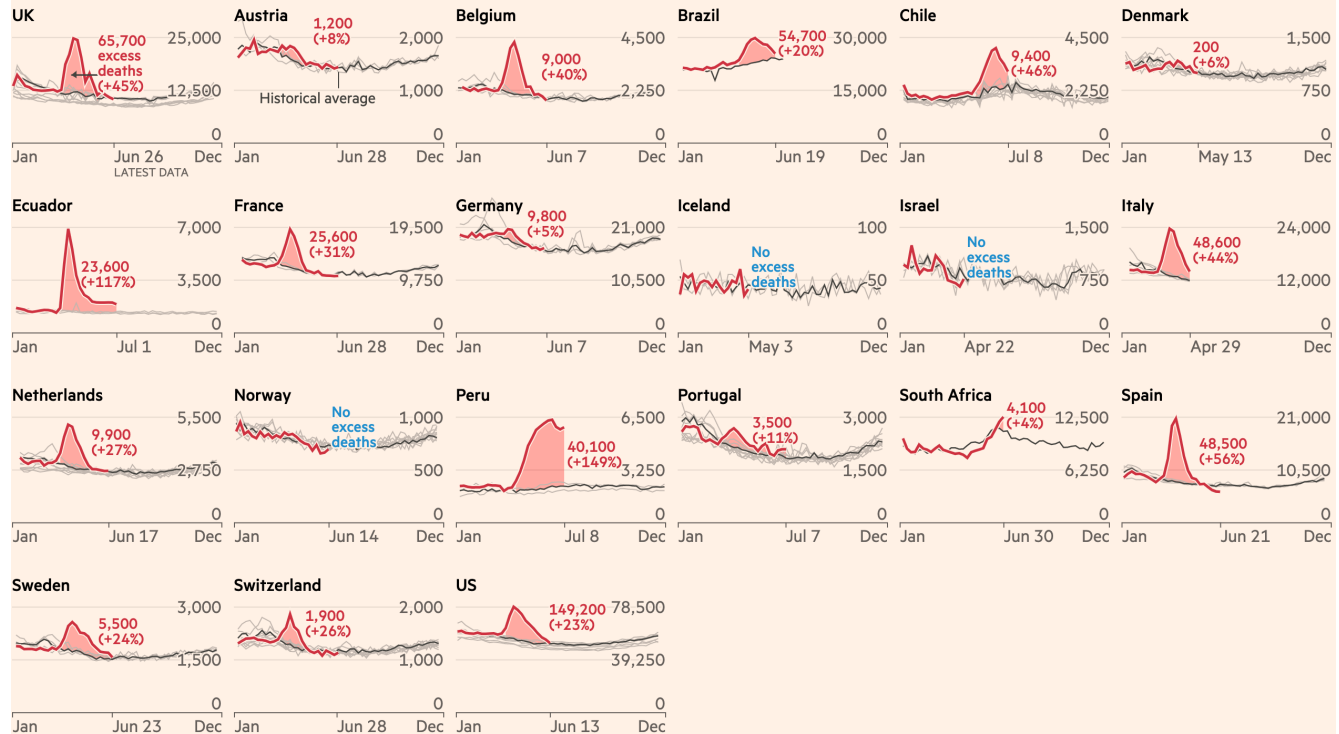 UK
65,700
excess
deaths
(+45%)
25,000
12,500
0
Jan
Jun 26
Dec
LATEST DATA
Austria
1,200
(+8%)
2,000
1,000
Historical average
0
Jan
Jun 28
Dec
Belgium
9,000
(+40%)
4,500
2,250
0
Jan
Jun 7
Dec
Brazil
54,700
(+20%)
30,000
15,000
0
Jan
Jun 19
Dec
Chile
9,400
(+46%)
4,500
2,250
0
Jan
Jul 8
Dec
Denmark
200
(+6%)
1,500
750
0
Jan
May 13
Dec
Ecuador
23,600
(+117%)
7,000
3,500
0
Jan
Jul 1
Dec
France
25,600
(+31%)
19,500
9,750
0
Jan
Jun 28
Dec
Germany
9,800
(+5%)
21,000
10,500
0
Jan
Jun 7
Dec
Iceland
No
excess
deaths
100
50
0
Jan
May 3
Dec
Israel
No
excess
deaths
1,500
750
0
Jan
Apr 22
Dec
Italy
48,600
(+44%)
24,000
12,000
0
Jan
Apr 29
Dec
Netherlands
9,900
(+27%)
5,500
2,750
0
Jan
Jun 17
Dec
Norway
No
excess
deaths
1,000
500
0
Jan
Jun 14
Dec
Peru
40,100
(+149%)
6,500
3,250
0
Jan
Jul 8
Dec
Portugal
3,500
(+11%)
3,000
1,500
0
Jan
Jul 7
Dec
South Africa
4,100
(+4%)
12,500
6,250
0
Jan
Jun 30
Dec
Spain
48,500
(+56%)
21,000
10,500
0
Jan
Jun 21
Dec
Sweden
5,500
(+24%)
3,000
1,500
0
Jan
Jun 23
Dec
Switzerland
1,900
(+26%)
2,000
1,000
0
Jan
Jun 28
Dec
US
149,200
(+23%)
78,500
39,250
0
Jan
Jun 13
Dec